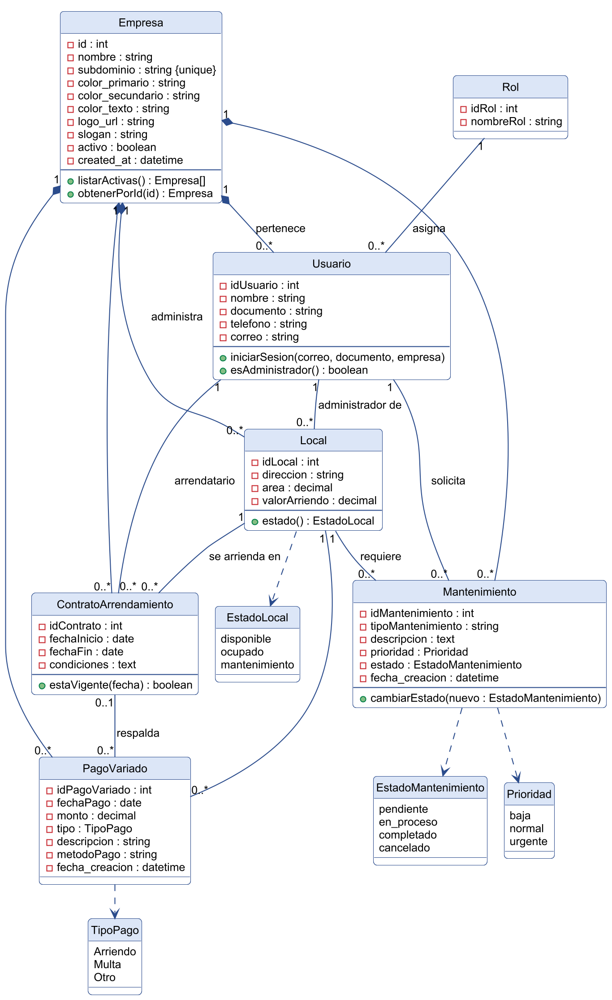 Empresa
id : int
nombre : string
subdominio : string {unique}
color_primario : string
color_secundario : string
color_texto : string
logo_url : string
slogan : string
activo : boolean
created_at : datetime
listarActivas() : Empresa[]
obtenerPorId(id) : Empresa
Rol
idRol : int
nombreRol : string
1
1
1
1
1
1
pertenece
asigna
0..*
0..*
Usuario
idUsuario : int
nombre : string
documento : string
telefono : string
correo : string
iniciarSesion(correo, documento, empresa)
esAdministrador() : boolean
administra
1
1
1
administrador de
0..*
0..*
Local
idLocal : int
direccion : string
area : decimal
valorArriendo : decimal
estado() : EstadoLocal
arrendatario
solicita
1
1
1
se arrienda en
requiere
0..*
0..*
0..*
0..*
0..*
0..*
ContratoArrendamiento
idContrato : int
fechaInicio : date
fechaFin : date
condiciones : text
estaVigente(fecha) : boolean
EstadoLocal
disponible
ocupado
mantenimiento
Mantenimiento
idMantenimiento : int
tipoMantenimiento : string
descripcion : text
prioridad : Prioridad
estado : EstadoMantenimiento
fecha_creacion : datetime
cambiarEstado(nuevo : EstadoMantenimiento)
0..1
respalda
0..*
0..*
0..*
PagoVariado
idPagoVariado : int
fechaPago : date
monto : decimal
tipo : TipoPago
descripcion : string
metodoPago : string
fecha_creacion : datetime
EstadoMantenimiento
pendiente
en_proceso
completado
cancelado
Prioridad
baja
normal
urgente
TipoPago
Arriendo
Multa
Otro